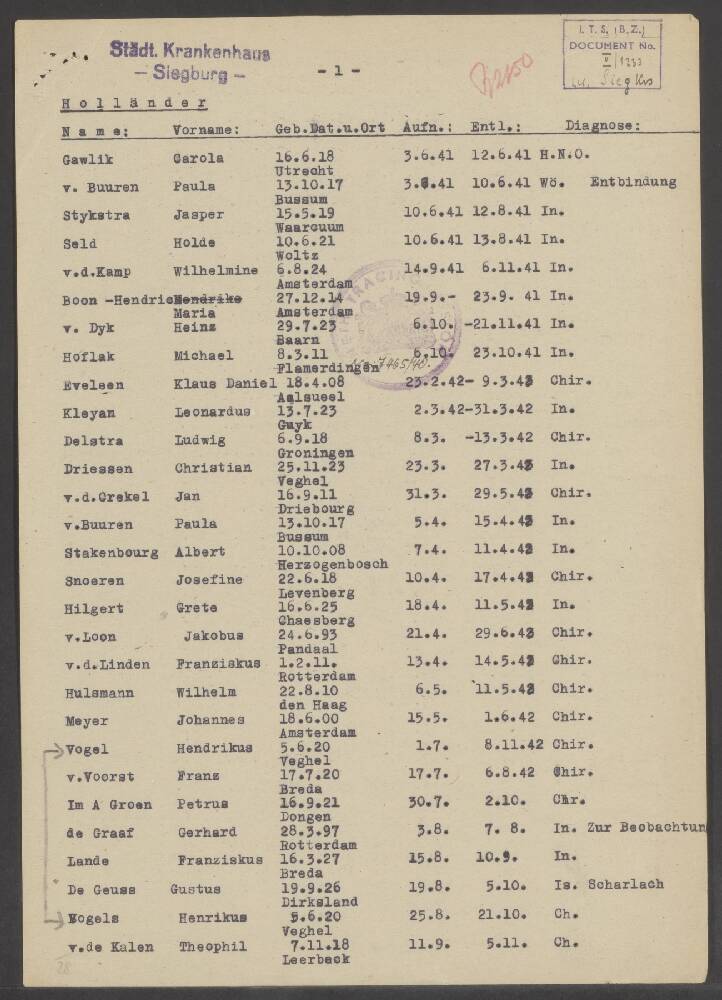 Städt. Krankenhaus
— Siegburg —
- 1 -
I. T. S. (B.Z.)
DOCUMENT No.
II / 1233
Sieg Krs
Holländer
Name: Vorname: Geb.Dat.u.Ort Aufn.: Entl.: Diagnose:
Gawlik Carola 16.6.18 3.6.41 12.6.41 H.N.O.
Utrecht
v. Buuren Paula 13.10.17 3.6.41 10.6.41 Wö. Entbindung
Bussum
Stykstra Jasper 15.5.19 10.6.41 12.8.41 In.
Waarcuum
Seld Holde 10.6.21 10.6.41 13.8.41 In.
Woltz
v.d.Kamp Wilhelmine 6.8.24 14.9.41 6.11.41 In.
Amsterdam
Boon -Hendric Hendrike 27.12.14 19.9.- 23.9. 41 In.
Maria Amsterdam
v. Dyk Heinz 29.7.23 6.10. -21.11.41 In.
Baarn
Hoflak Michael 8.3.11 6.10. 23.10.41 In.
Flamerdingen
Eveleen Klaus Daniel 18.4.08 23.2.42- 9.3.42 Chir.
Aalsueel
Kleyan Leonardus 13.7.23 2.3.42-31.3.42 In.
Guyk
Delstra Ludwig 6.9.18 8.3. -13.3.42 Chir.
Groningen
Driessen Christian 25.11.23 23.3. 27.3.42 In.
Veghel
v.d.Grekel Jan 16.9.11 31.3. 29.5.42 Chir.
Driebourg
v.Buuren Paula 13.10.17 5.4. 15.4.42 In.
Bussum
Stakenbourg Albert 10.10.08 7.4. 11.4.42 In.
Herzogenbosch
Snoeren Josefine 22.6.18 10.4. 17.4.42 Chir.
Levenberg
Hilgert Grete 16.6.25 18.4. 11.5.42 In.
Chaesberg
v.Loon Jakobus 24.6.93 21.4. 29.6.42 Chir.
Pandaal
v.d.Linden Franziskus 1.2.11. 13.4. 14.5.42 Chir.
Rotterdam
Hulsmann Wilhelm 22.8.10 6.5. 11.5.42 Chir.
den Haag
Meyer Johannes 18.6.00 15.5. 1.6.42 Chir.
Amsterdam
Vogel Hendrikus 5.6.20 1.7. 8.11.42 Chir.
Veghel
v.Voorst Franz 17.7.20 17.7. 6.8.42 Chir.
Breda
Im A Groen Petrus 16.9.21 30.7. 2.10. Chr.
Dongen
de Graaf Gerhard 28.3.97 3.8. 7. 8. In. Zur Beobachtun
Rotterdam
Lande Franziskus 16.3.27 15.8. 10.9. In.
Breda
De Geuss Gustus 19.9.26 19.8. 5.10. Is. Scharlach
Dirksland
Vogels Henrikus 5.6.20 25.8. 21.10. Ch.
Veghel
v.de Kalen Theophil 7.11.18 11.9. 5.11. Ch.
Leerback
28